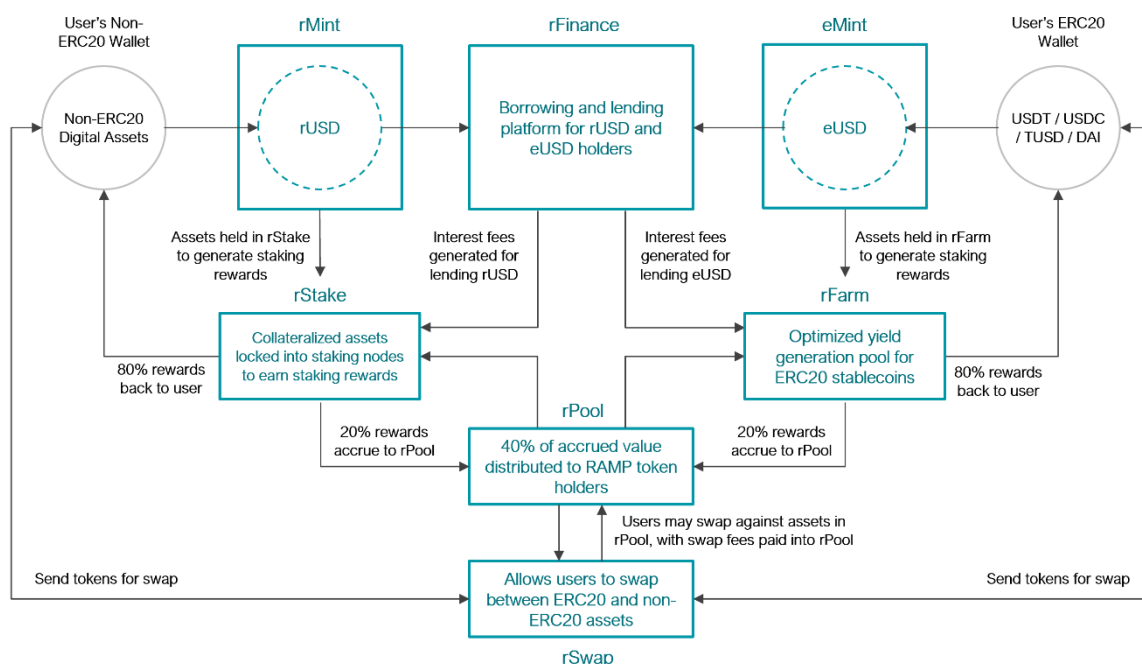 User's Non-
ERC20 Wallet
rMint
rFinance
eMint
User's ERC20
Wallet
Non-ERC20
Digital Assets
rUSD
Borrowing and lending
platform for rUSD and
eUSD holders
eUSD
USDT / USDC
/ TUSD / DAI
Assets held in rStake
to generate staking
rewards
Interest fees
generated for
lending rUSD
Interest fees
generated for
lending eUSD
Assets held in rFarm
to generate staking
rewards
rStake
rFarm
Collateralized assets
locked into staking nodes
to earn staking rewards
Optimized yield
generation pool for
ERC20 stablecoins
80% rewards
back to user
80% rewards
back to user
rPool
20% rewards
accrue to rPool
40% of accrued value
distributed to RAMP token
holders
20% rewards
accrue to rPool
Users may swap against assets in
rPool, with swap fees paid into rPool
Send tokens for swap
Allows users to swap
between ERC20 and non-
ERC20 assets
Send tokens for swap
rSwap